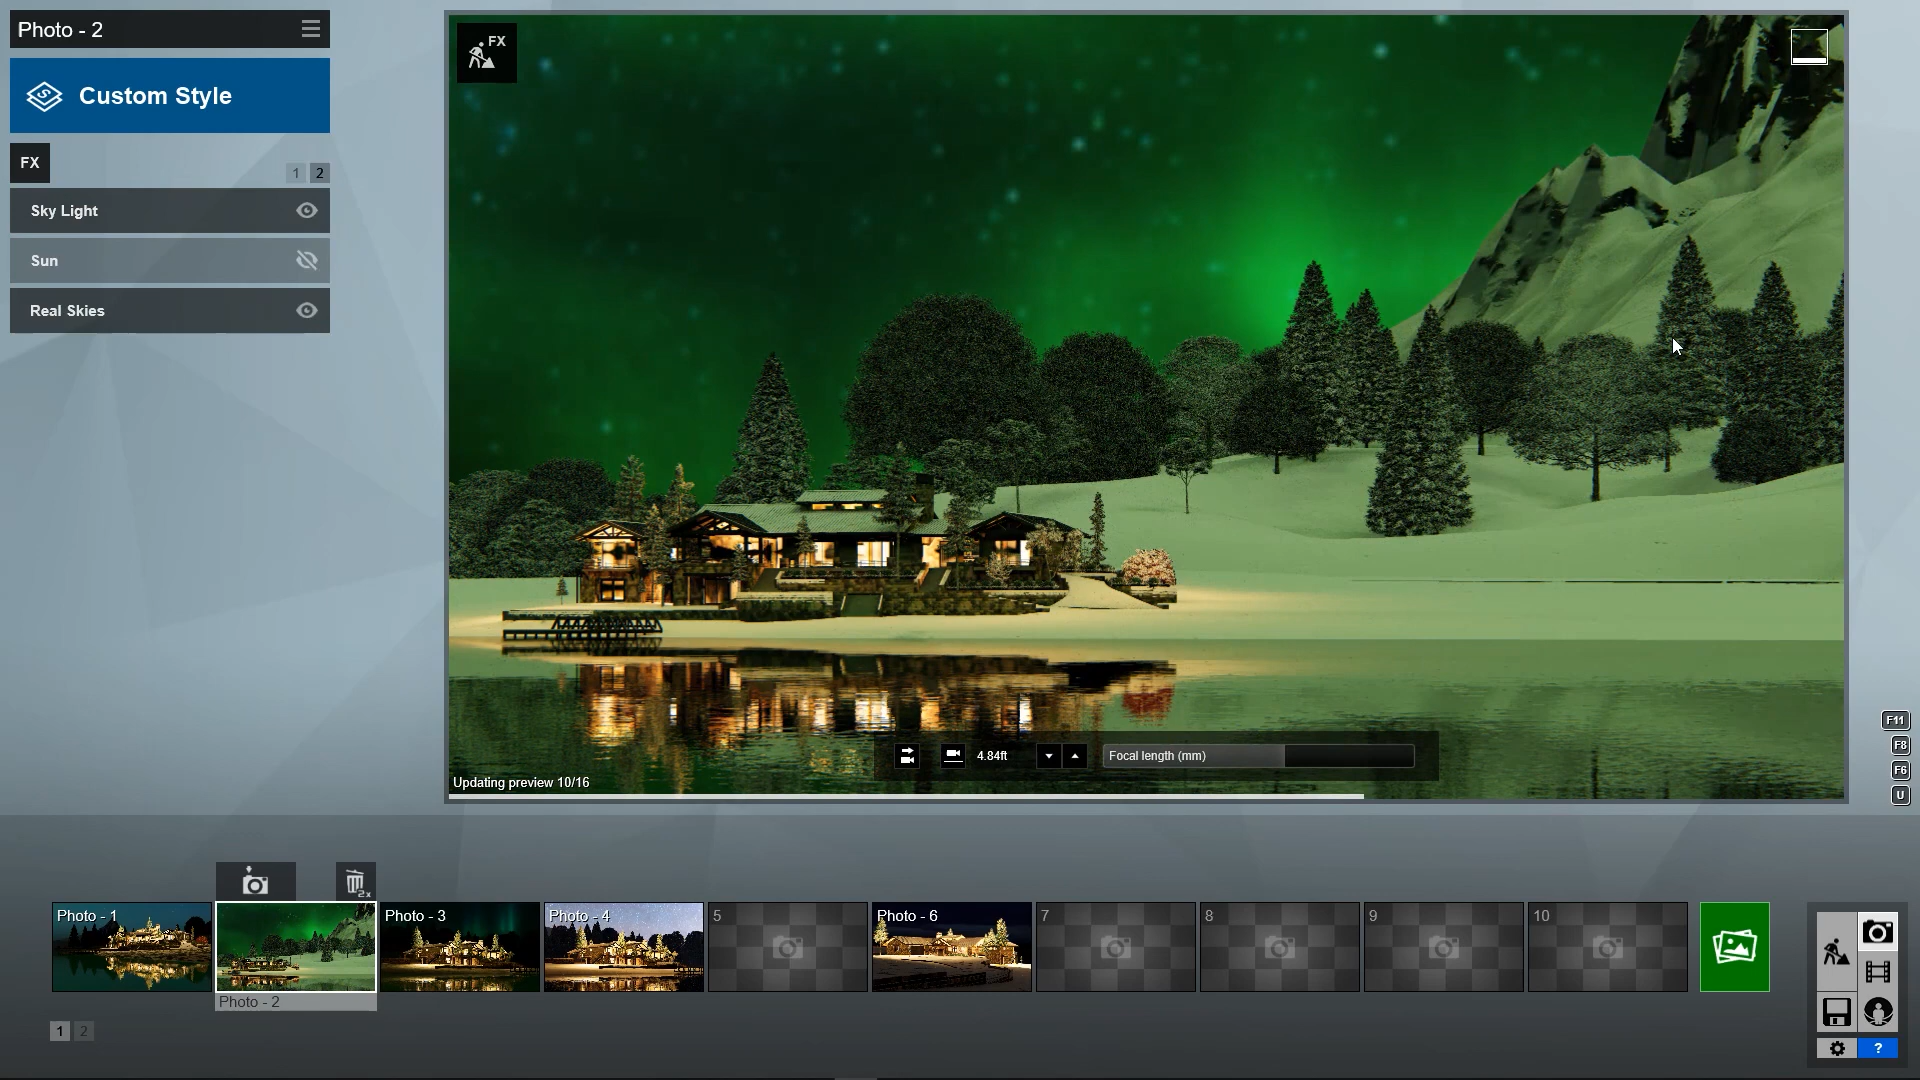 Photo - 2
Custom Style
FX
1 2
Sky Light
Sun
Real Skies
FX
4.84ft
Focal length (mm)
Updating preview 10/16
F11
F8
F6
U
2x
Photo - 1
Photo - 3
Photo - 4
5
Photo - 6
7
8
9
10
Photo - 2
1 2
?